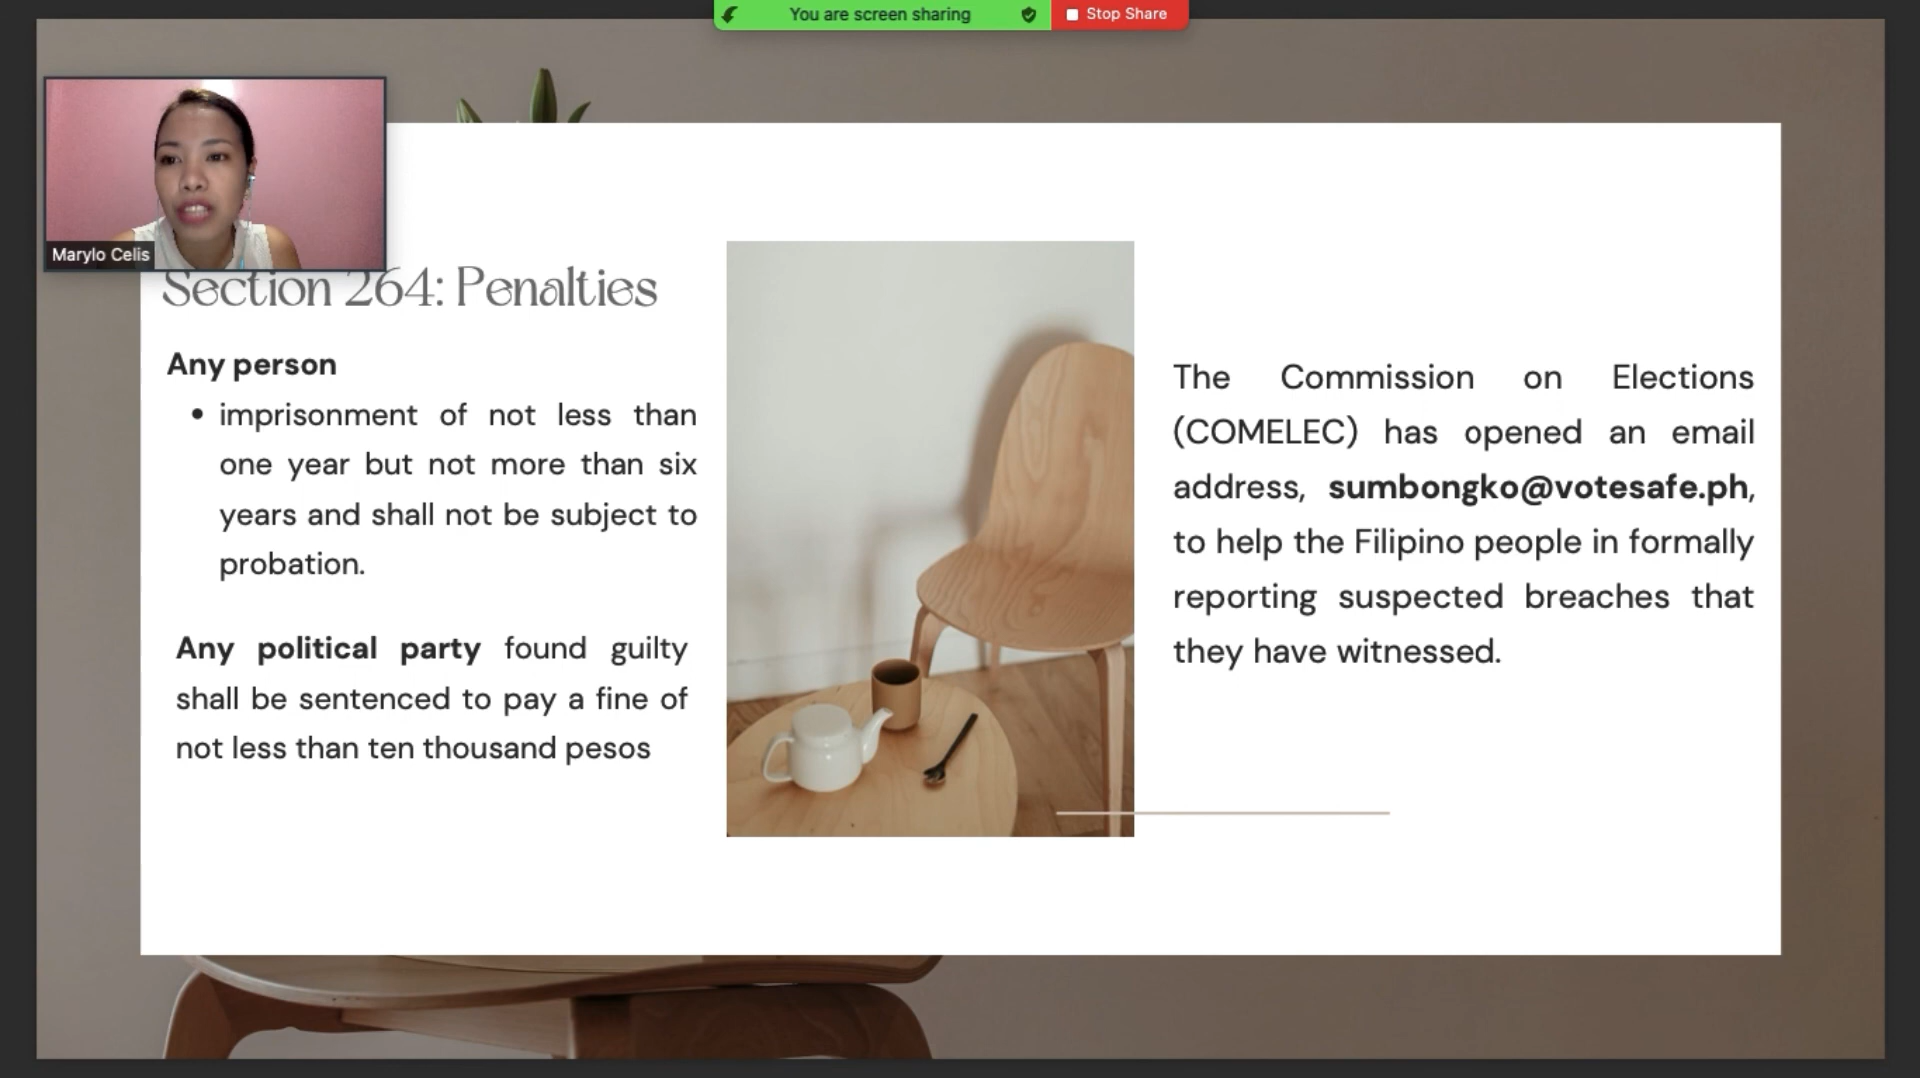 You are screen sharing
Stop Share
Marylo Celis
Section 264: Penalties
Any person
• imprisonment of not less than
one year but not more than six
years and shall not be subject to
probation.
Any political party found guilty
shall be sentenced to pay a fine of
not less than ten thousand pesos
The Commission on Elections
(COMELEC) has opened an email
address, sumbongko@votesafe.ph,
to help the Filipino people in formally
reporting suspected breaches that
they have witnessed.